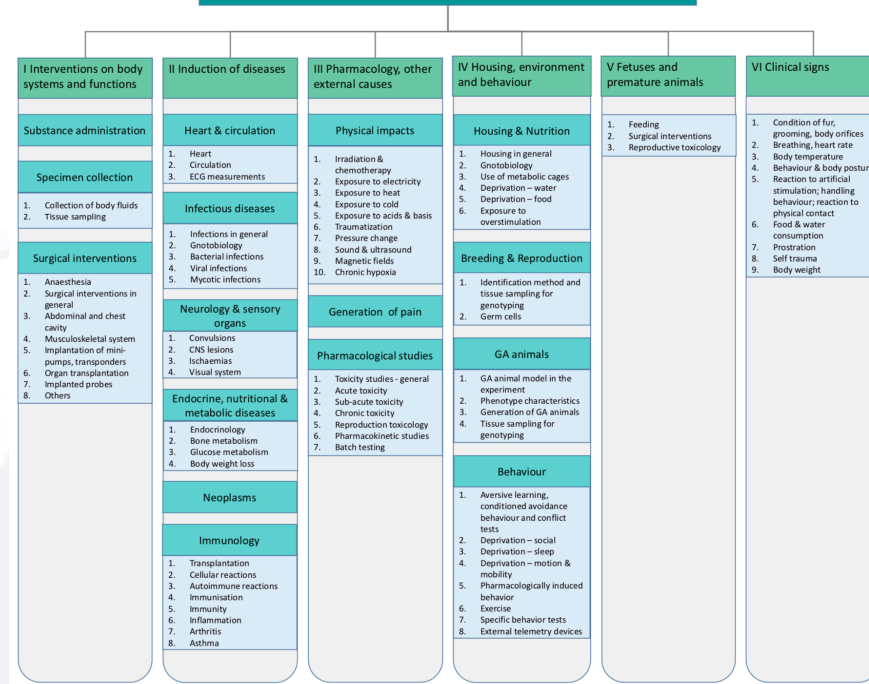 I Interventions on body
systems and functions
Substance administration
Specimen collection
1. Collection of body fluids
2. Tissue sampling
Surgical interventions
1. Anaesthesia
2. Surgical interventions in
general
3. Abdominal and chest
cavity
4. Musculoskeletal system
5. Implantation of mini-
pumps, transponders
6. Organ transplantation
7. Implanted probes
8. Others
II Induction of diseases
Heart & circulation
1. Heart
2. Circulation
3. ECG measurements
Infectious diseases
1. Infections in general
2. Gnotobiology
3. Bacterial infections
4. Viral infections
5. Mycotic infections
Neurology & sensory
organs
1. Convulsions
2. CNS lesions
3. Ischaemias
4. Visual system
Endocrine, nutritional &
metabolic diseases
1. Endocrinology
2. Bone metabolism
3. Glucose metabolism
4. Body weight loss
Neoplasms
Immunology
1. Transplantation
2. Cellular reactions
3. Autoimmune reactions
4. Immunisation
5. Immunity
6. Inflammation
7. Arthritis
8. Asthma
III Pharmacology, other
external causes
Physical impacts
1. Irradiation &
chemotherapy
2. Exposure to electricity
3. Exposure to heat
4. Exposure to cold
5. Exposure to acids & basis
6. Traumatization
7. Pressure change
8. Sound & ultrasound
9. Magnetic fields
10. Chronic hypoxia
Generation of pain
Pharmacological studies
1. Toxicity studies - general
2. Acute toxicity
3. Sub-acute toxicity
4. Chronic toxicity
5. Reproduction toxicology
6. Pharmacokinetic studies
7. Batch testing
IV Housing, environment
and behaviour
Housing & Nutrition
1. Housing in general
2. Gnotobiology
3. Use of metabolic cages
4. Deprivation – water
5. Deprivation – food
6. Exposure to
overstimulation
Breeding & Reproduction
1. Identification method and
tissue sampling for
genotyping
2. Germ cells
GA animals
1. GA animal model in the
experiment
2. Phenotype characteristics
3. Generation of GA animals
4. Tissue sampling for
genotyping
Behaviour
1. Aversive learning,
conditioned avoidance
behaviour and conflict
tests
2. Deprivation – social
3. Deprivation – sleep
4. Deprivation – motion &
mobility
5. Pharmacologically induced
behavior
6. Exercise
7. Specific behavior tests
8. External telemetry devices
V Fetuses and
premature animals
1. Feeding
2. Surgical interventions
3. Reproductive toxicology
VI Clinical signs
1. Condition of fur,
grooming, body orifices
2. Breathing, heart rate
3. Body temperature
4. Behaviour & body postur
5. Reaction to artificial
stimulation; handling
behaviour; reaction to
physical contact
6. Food & water
consumption
7. Prostration
8. Self trauma
9. Body weight